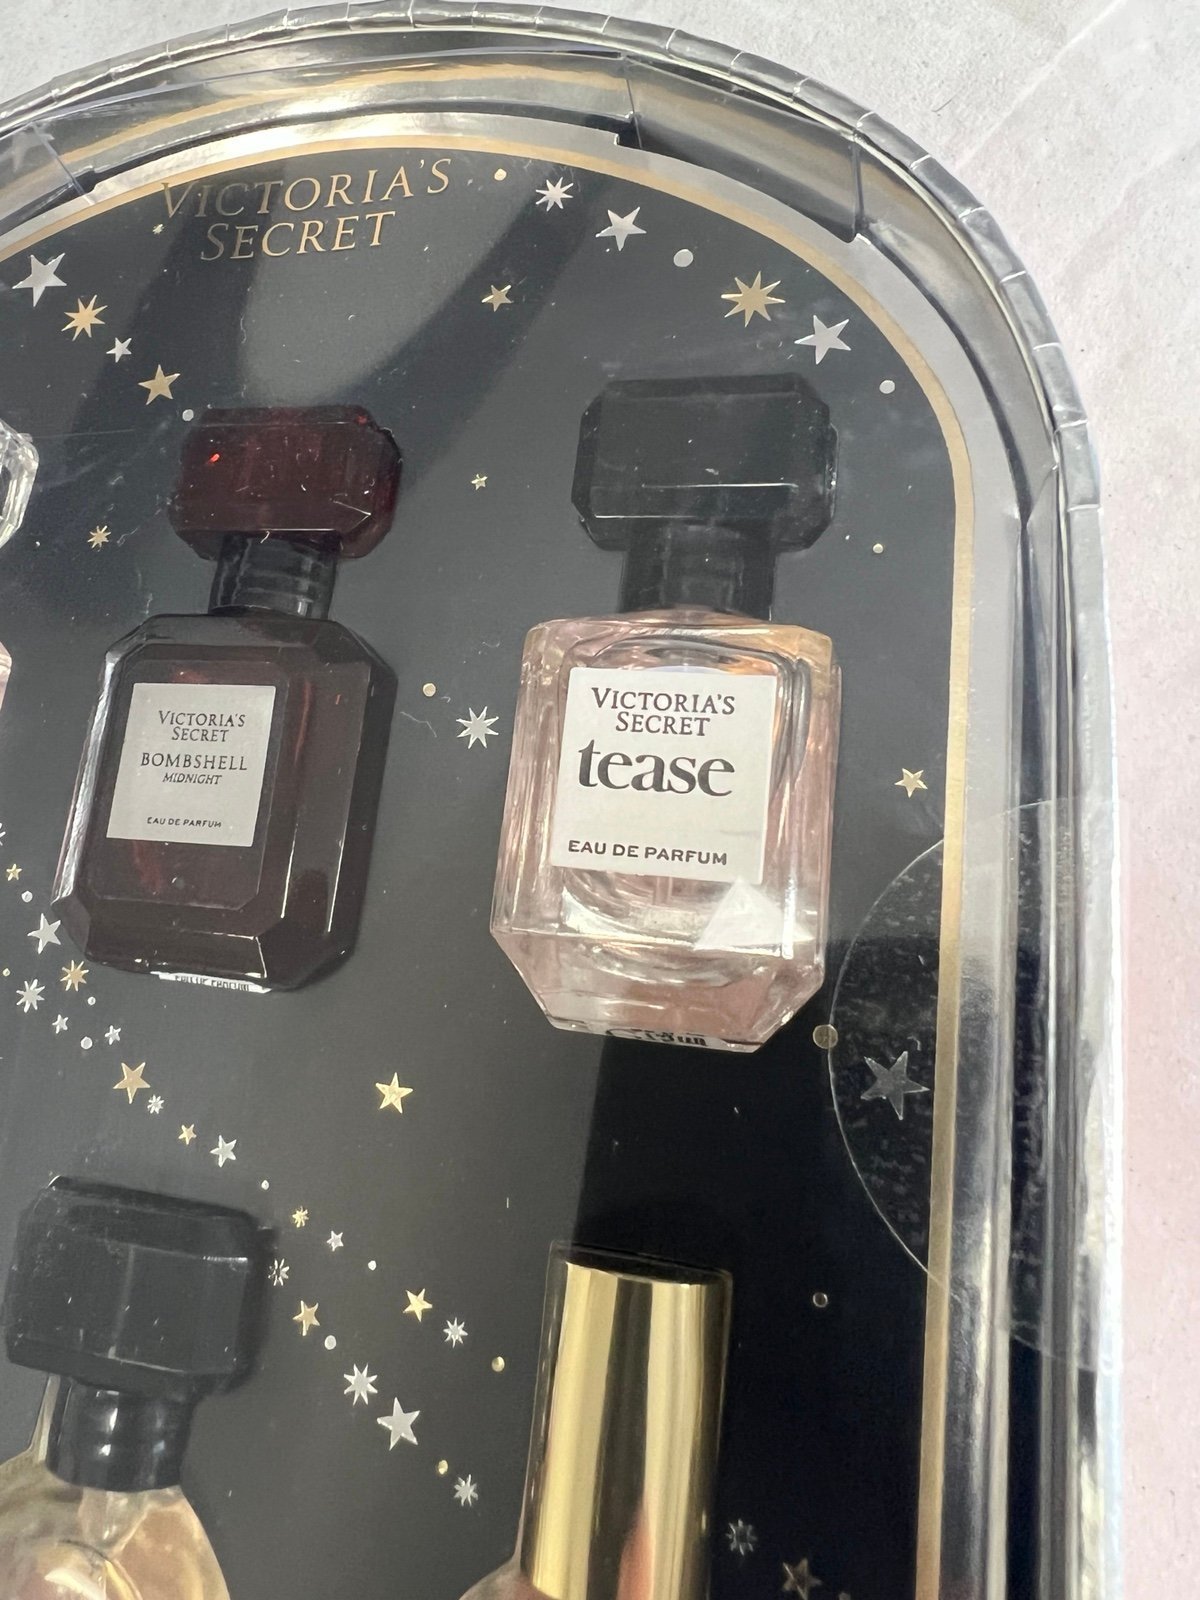 VICTORIA'S
SECRET
VICTORIA'S
SECRET
BOMBSHELL
MIDNIGHT
EAU DE PARFUM
VICTORIA'S
SECRET
tease
EAU DE PARFUM